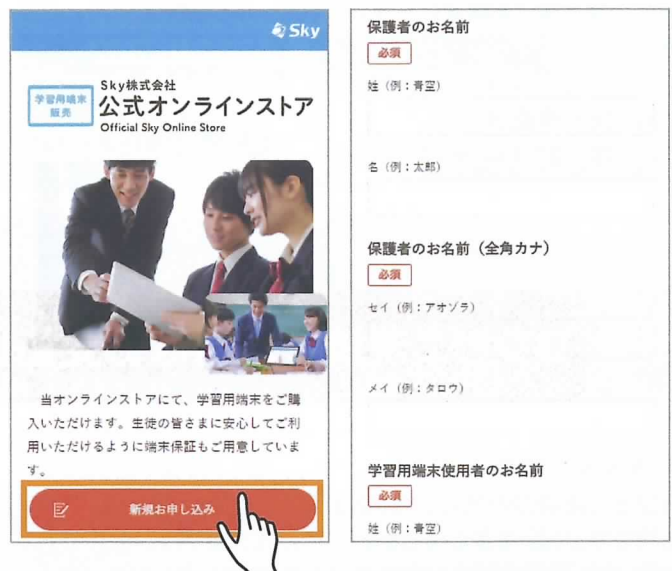 Sky
学習用端末
販売
Sky株式会社
公式オンラインストア
Official Sky Online Store
当オンラインストアにて、学習用端末をご購
入いただけます。生徒の皆さまに安心してご利
用いただけるように端末保証もご用意していま
す。
新規お申し込み
保護者のお名前
必須
姓（例：青空）
名（例：太郎）
保護者のお名前（全角カナ）
必須
セイ（例：アオゾラ）
メイ（例：タロウ）
学習用端末使用者のお名前
必須
姓（例：青空）